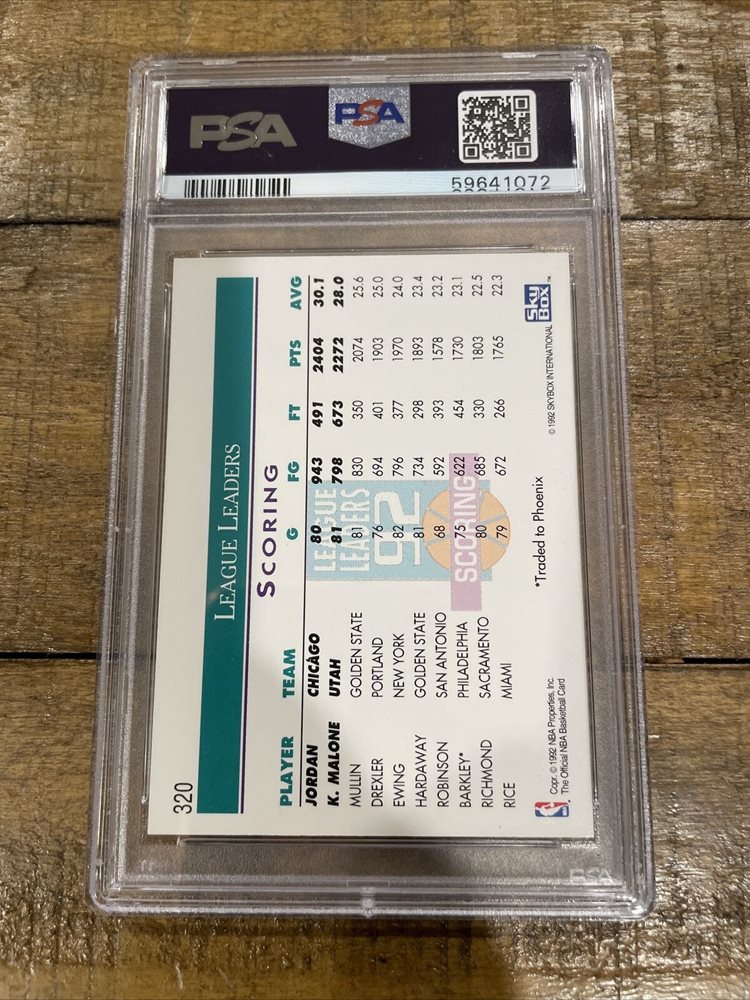 PSA
PSA
59641072
320
LEAGUE LEADERS
SCORING
PLAYER TEAM G FG FT PTS AVG
JORDAN CHICAGO 80 943 491 2404 30.1
K. MALONE UTAH 81 798 673 2272 28.0
MULLIN GOLDEN STATE 81 830 350 2074 25.6
DREXLER PORTLAND 76 694 401 1903 25.0
EWING NEW YORK 82 796 377 1970 24.0
HARDAWAY GOLDEN STATE 81 734 298 1893 23.4
ROBINSON SAN ANTONIO 68 592 393 1578 23.2
BARKLEY* PHILADELPHIA 75 622 454 1730 23.1
RICHMOND SACRAMENTO 80 685 330 1803 22.5
RICE MIAMI 79 672 266 1765 22.3
LEAGUE
LEADERS
92
SCORING
*Traded to Phoenix
Copr. © 1992 NBA Properties, Inc.
The Official NBA Basketball Card
© 1992 SKYBOX INTERNATIONAL
SKY
BOX™
PSA